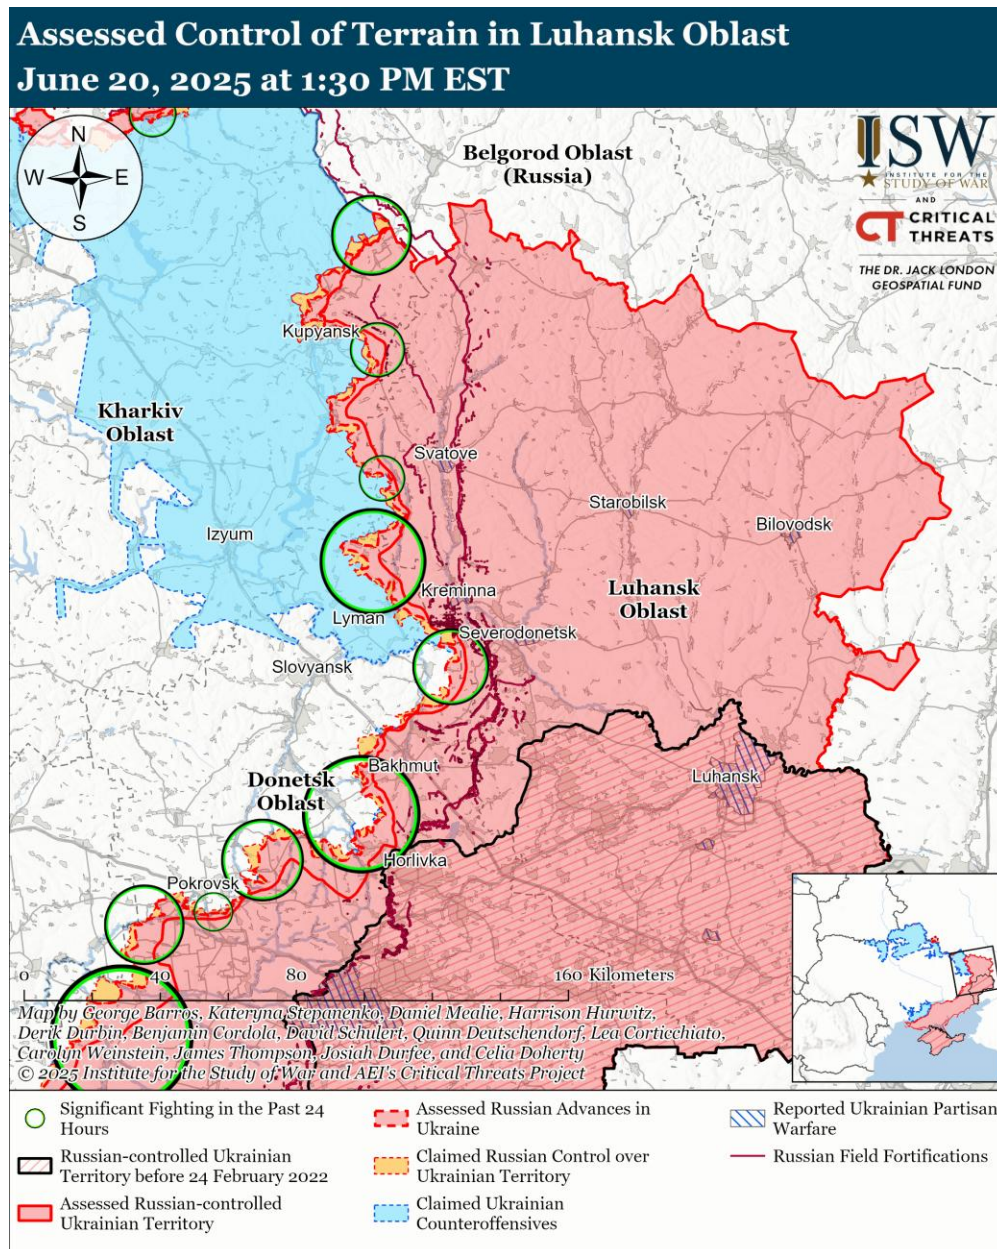 Assessed Control of Terrain in Luhansk Oblast
June 20, 2025 at 1:30 PM EST
N
W E
S
Belgorod Oblast
(Russia)
ISW
INSTITUTE FOR THE
STUDY OF WAR
AND
CT CRITICAL
THREATS
THE DR. JACK LONDON
GEOSPATIAL FUND
Kupyansk
Kharkiv
Oblast
Svatove
Starobilsk
Bilovodsk
Izyum
Kreminna
Luhansk
Oblast
Lyman
Severodonetsk
Slovyansk
Bakhmut
Luhansk
Donetsk
Oblast
Horlivka
Pokrovsk
0 40 80 160 Kilometers
Map by George Barros, Kateryna Stepanenko, Daniel Mealie, Harrison Hurwitz,
Derik Durbin, Benjamin Cordola, David Schulert, Quinn Deutschendorf, Lea Corticchiato,
Carolyn Weinstein, James Thompson, Josiah Durfee, and Celia Doherty
© 2025 Institute for the Study of War and AEI's Critical Threats Project
Significant Fighting in the Past 24
Hours
Russian-controlled Ukrainian
Territory before 24 February 2022
Assessed Russian-controlled
Ukrainian Territory
Assessed Russian Advances in
Ukraine
Claimed Russian Control over
Ukrainian Territory
Claimed Ukrainian
Counteroffensives
Reported Ukrainian Partisan
Warfare
Russian Field Fortifications